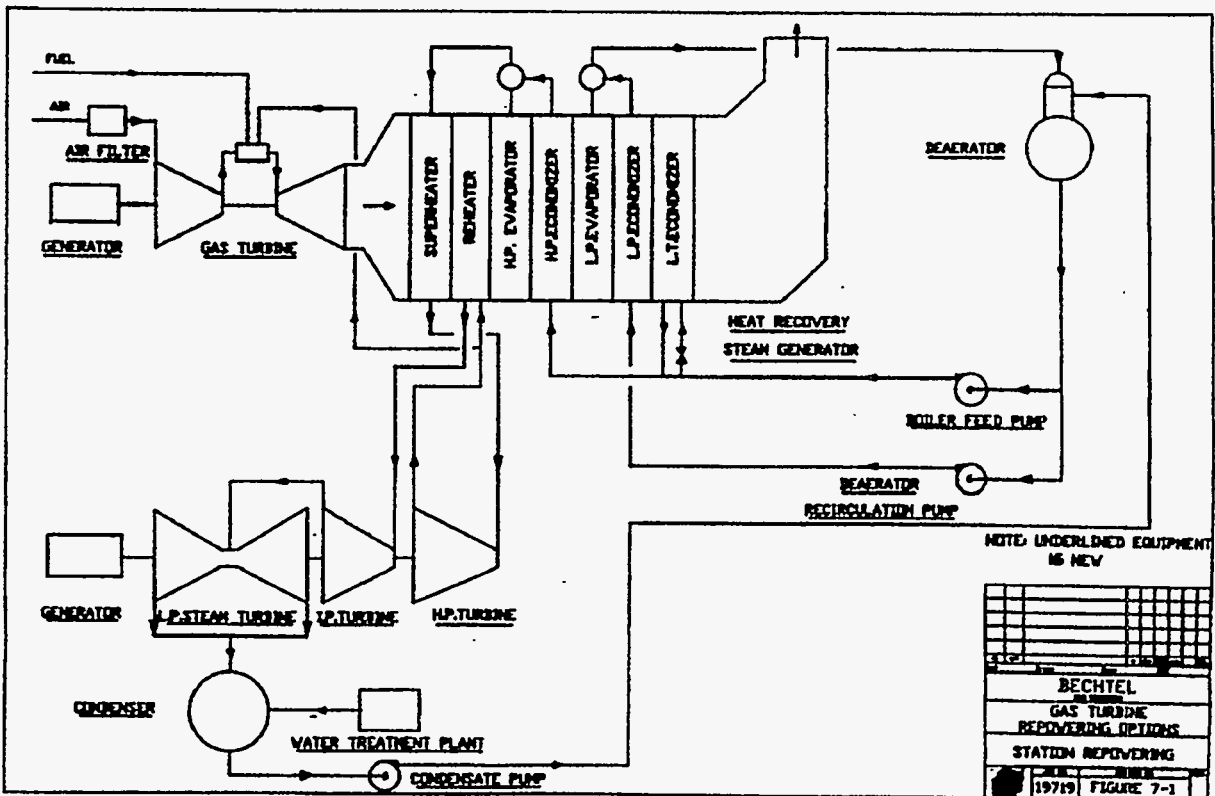 FUEL
AIR
AIR FILTER
GENERATOR
GAS TURBINE
SUPERHEATER
REHEATER
H.P. EVAPORATOR
H.P.ECONOMIZER
L.P.EVAPORATOR
L.P.ECONOMIZER
L.T.ECONOMIZER
DEAERATOR
HEAT RECOVERY
STEAM GENERATOR
BOILER FEED PUMP
DEAERATOR
RECIRCULATION PUMP
NOTE: UNDERLINED EQUIPMENT
IS NEW
GENERATOR
L.P.STEAM TURBINE
I.P.TURBINE
H.P.TURBINE
CONDENSER
WATER TREATMENT PLANT
CONDENSATE PUMP
BECHTEL
GAS TURBINE
REPOWERING OPTIONS
STATION REPOWERING
19719
FIGURE 7-1